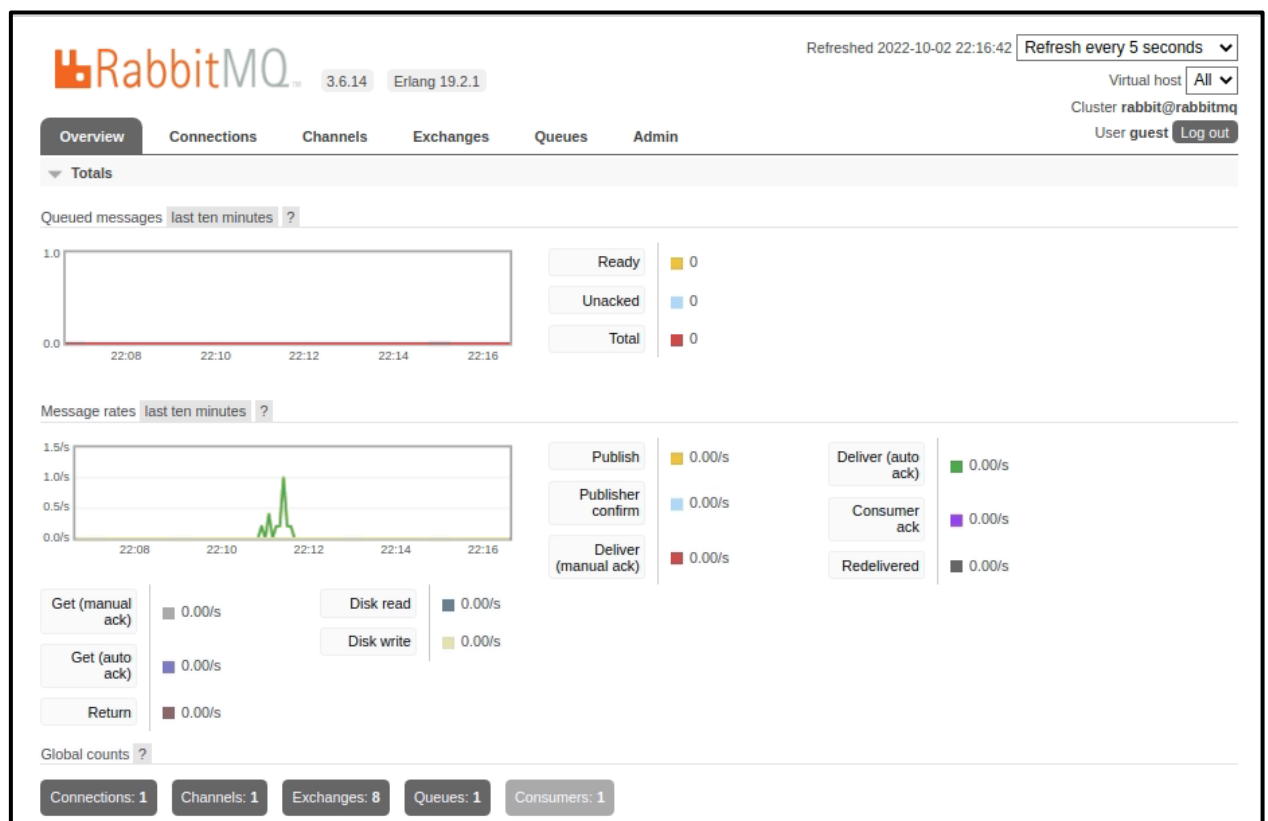 RabbitMQ™ 3.6.14 Erlang 19.2.1
Refreshed 2022-10-02 22:16:42 Refresh every 5 seconds
Virtual host All
Cluster rabbit@rabbitmq
User guest Log out
Overview Connections Channels Exchanges Queues Admin
Totals
Queued messages last ten minutes ?
1.0
0.0
22:08 22:10 22:12 22:14 22:16
Ready 0
Unacked 0
Total 0
Message rates last ten minutes ?
1.5/s
1.0/s
0.5/s
0.0/s
22:08 22:10 22:12 22:14 22:16
Publish 0.00/s
Publisher
confirm 0.00/s
Deliver
(manual ack) 0.00/s
Deliver (auto
ack) 0.00/s
Consumer
ack 0.00/s
Redelivered 0.00/s
Get (manual
ack) 0.00/s
Get (auto
ack) 0.00/s
Return 0.00/s
Disk read 0.00/s
Disk write 0.00/s
Global counts ?
Connections: 1 Channels: 1 Exchanges: 8 Queues: 1 Consumers: 1